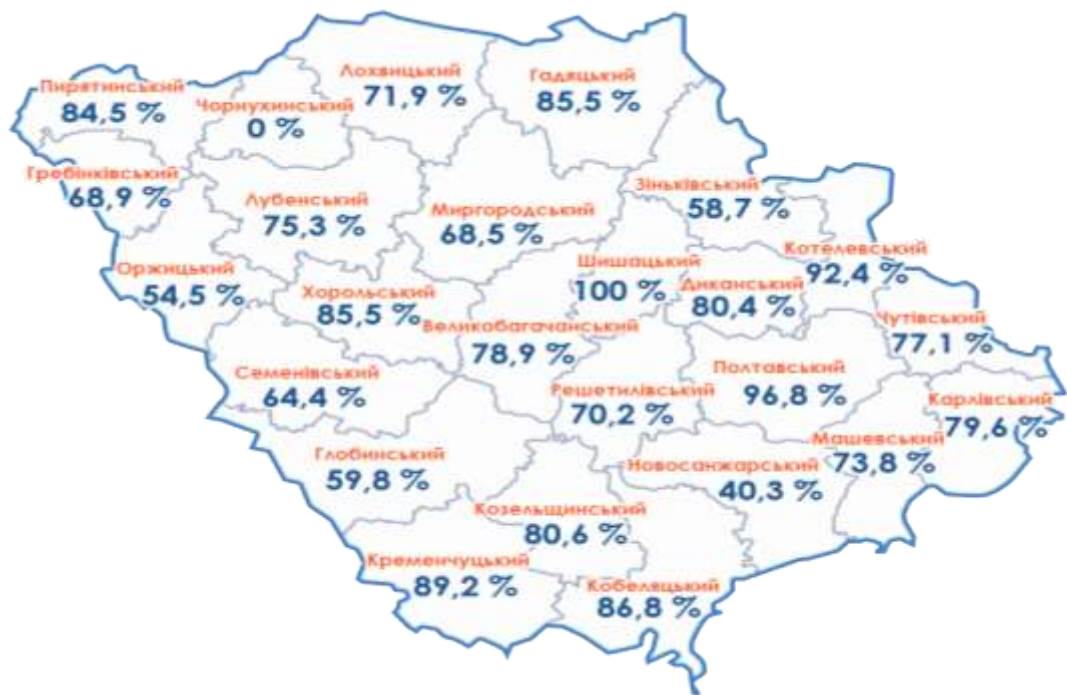 Лохвицький
71,9 %
Гадяцький
85,5 %
Пирятинський
84,5 %
Чорнухинський
0 %
Гребінківський
68,9 %
Лубенський
75,3 %
Миргородський
68,5 %
Зіньківський
58,7 %
Котелевський
92,4 %
Оржицький
54,5 %
Хорольський
85,5 %
Шишацький
100 %
Диканський
80,4 %
Великобагачанський
78,9 %
Чутівський
77,1 %
Семенівський
64,4 %
Решетилівський
70,2 %
Полтавський
96,8 %
Карлівський
79,6 %
Машевський
73,8 %
Глобинський
59,8 %
Новосанжарський
40,3 %
Козельщинський
80,6 %
Кременчуцький
89,2 %
Кобеляцький
86,8 %